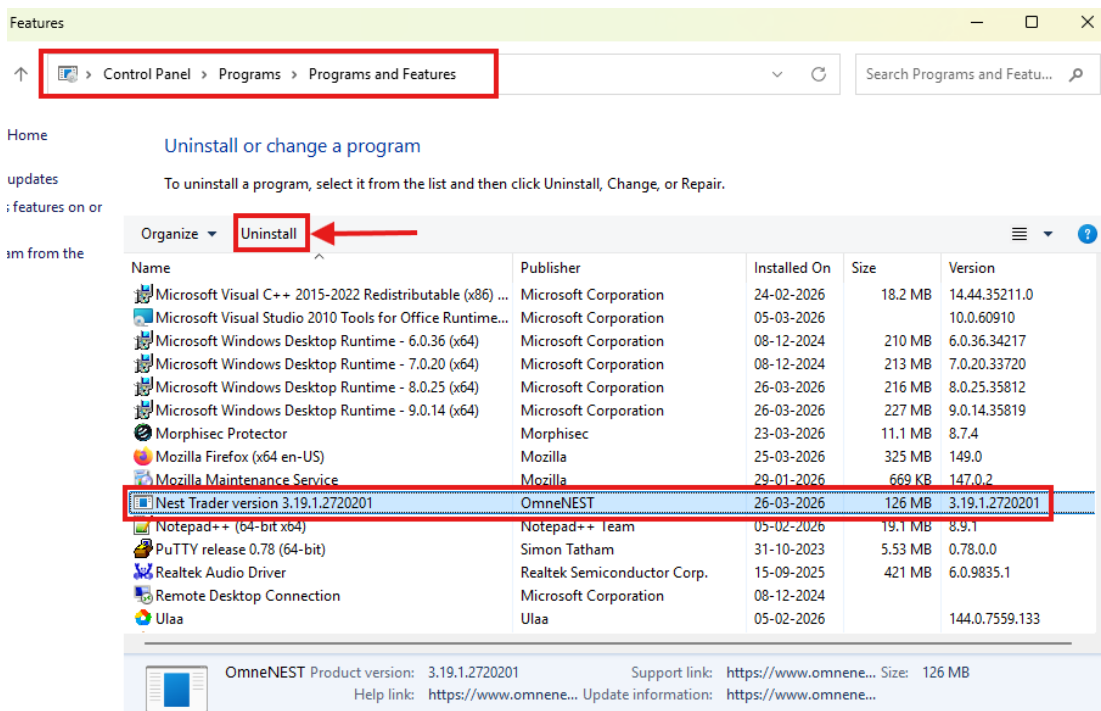 Features
Control Panel > Programs > Programs and Features
Search Programs and Featu...
Home
updates
s features on or
am from the
Uninstall or change a program
To uninstall a program, select it from the list and then click Uninstall, Change, or Repair.
Organize Uninstall
Name Publisher Installed On Size Version
Microsoft Visual C++ 2015-2022 Redistributable (x86) ... Microsoft Corporation 24-02-2026 18.2 MB 14.44.35211.0
Microsoft Visual Studio 2010 Tools for Office Runtime... Microsoft Corporation 05-03-2026 10.0.60910
Microsoft Windows Desktop Runtime - 6.0.36 (x64) Microsoft Corporation 08-12-2024 210 MB 6.0.36.34217
Microsoft Windows Desktop Runtime - 7.0.20 (x64) Microsoft Corporation 08-12-2024 213 MB 7.0.20.33720
Microsoft Windows Desktop Runtime - 8.0.25 (x64) Microsoft Corporation 26-03-2026 216 MB 8.0.25.35812
Microsoft Windows Desktop Runtime - 9.0.14 (x64) Microsoft Corporation 26-03-2026 227 MB 9.0.14.35819
Morphisec Protector Morphisec 23-03-2026 11.1 MB 8.7.4
Mozilla Firefox (x64 en-US) Mozilla 25-03-2026 325 MB 149.0
Mozilla Maintenance Service Mozilla 29-01-2026 669 KB 147.0.2
Nest Trader version 3.19.1.2720201 OmneNEST 26-03-2026 126 MB 3.19.1.2720201
Notepad++ (64-bit x64) Notepad++ Team 05-02-2026 19.1 MB 8.9.1
PuTTY release 0.78 (64-bit) Simon Tatham 31-10-2023 5.53 MB 0.78.0.0
Realtek Audio Driver Realtek Semiconductor Corp. 15-09-2025 421 MB 6.0.9835.1
Remote Desktop Connection Microsoft Corporation 08-12-2024
Ulaa Ulaa 05-02-2026 144.0.7559.133
OmneNEST Product version: 3.19.1.2720201 Support link: https://www.omnene... Size: 126 MB
Help link: https://www.omnene... Update information: https://www.omnene...